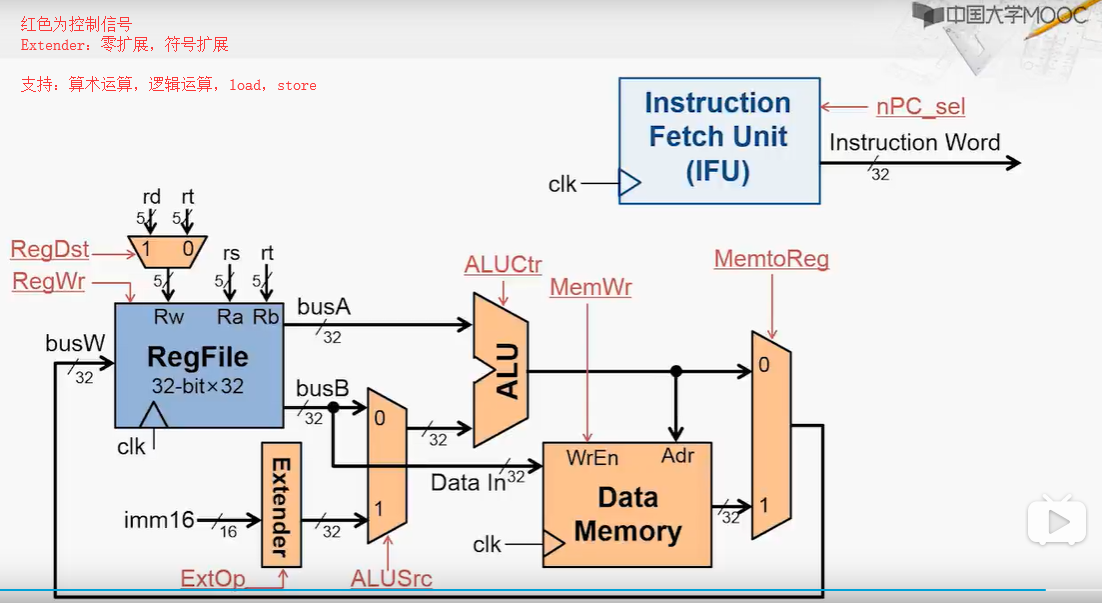 红色为控制信号
Extender：零扩展，符号扩展
支持：算术运算，逻辑运算，load，store
中国大学MOOC
Instruction
Fetch Unit
(IFU)
nPC_sel
Instruction Word
32
clk
rd rt
5 5
RegDst
1 0
rs rt
RegWr
5 5 5
Rw Ra Rb
busA
32
busW
32
RegFile
32-bit×32
busB
32
clk
ALUCtr
MemWr
MemtoReg
ALU
0
0
1
32
Data In
32
WrEn Adr
Data
Memory
clk
32
1
imm16
16
Extender
32
ExtOp
ALUSrc